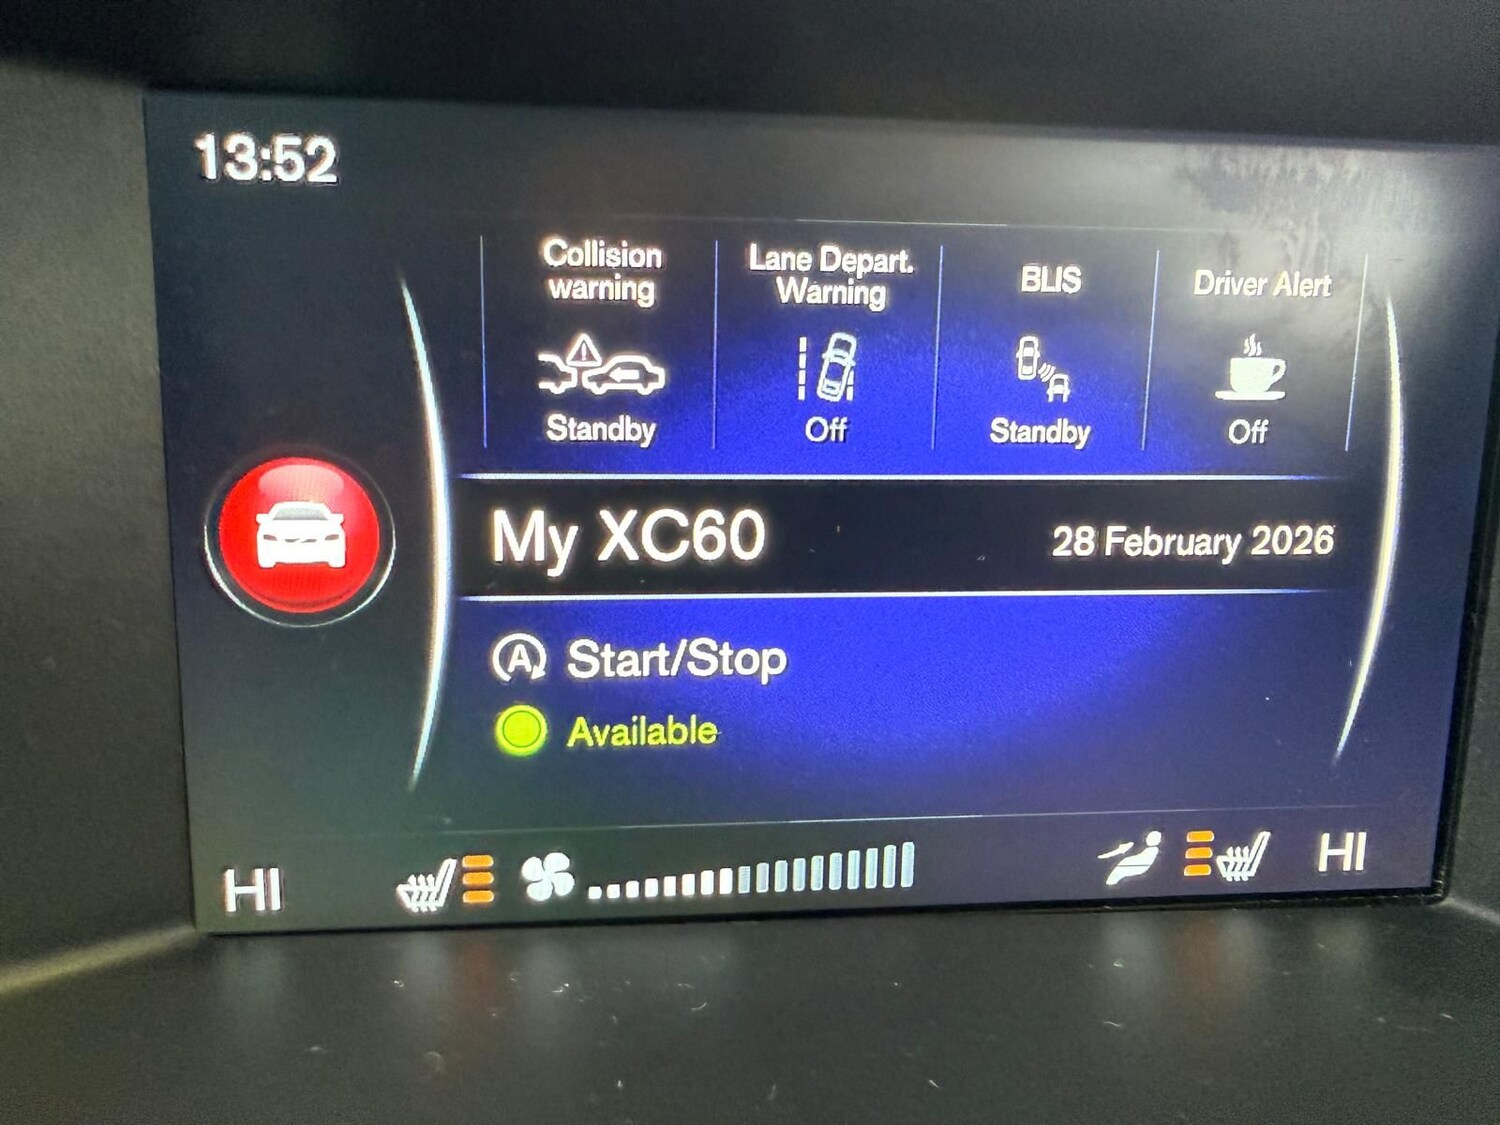 13:52
Collision
warning
Lane Depart.
Warning
BLIS
Driver Alert
Standby
Off
Standby
Off
My XC60
28 February 2026
A Start/Stop
Available
HI
HI